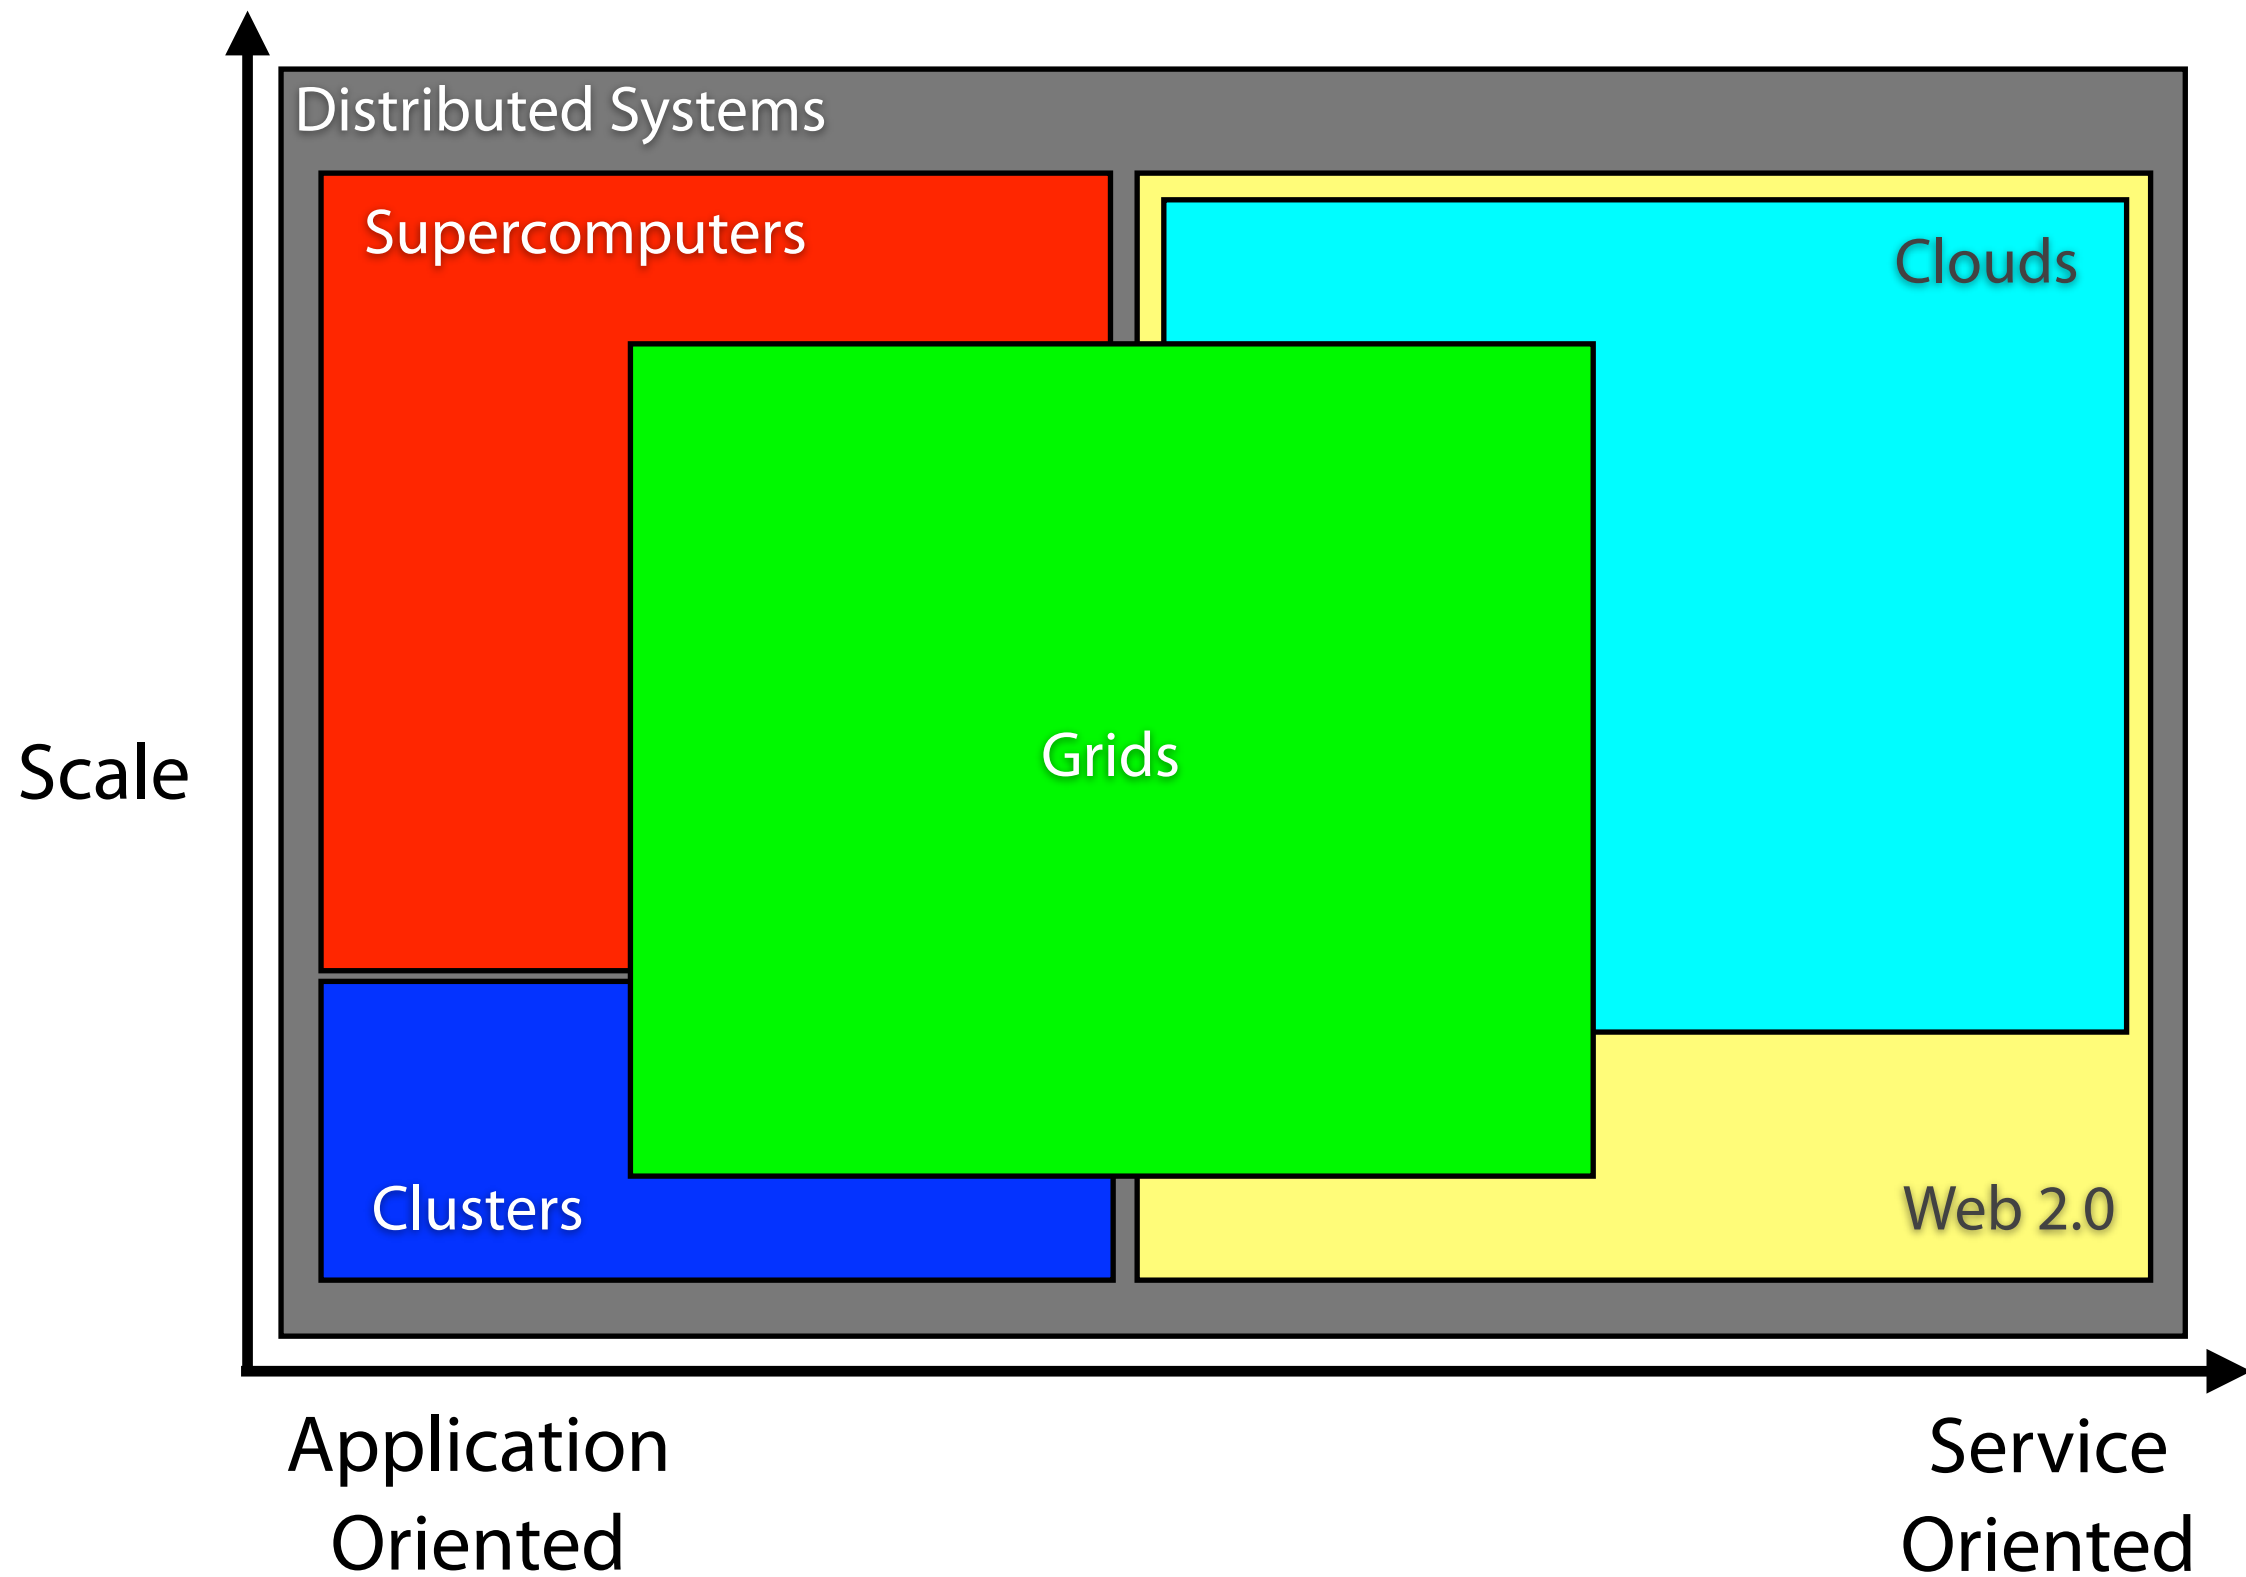 Distributed Systems
Supercomputers
Clouds
Grids
Scale
Clusters
Web 2.0
Application
Oriented
Service
Oriented